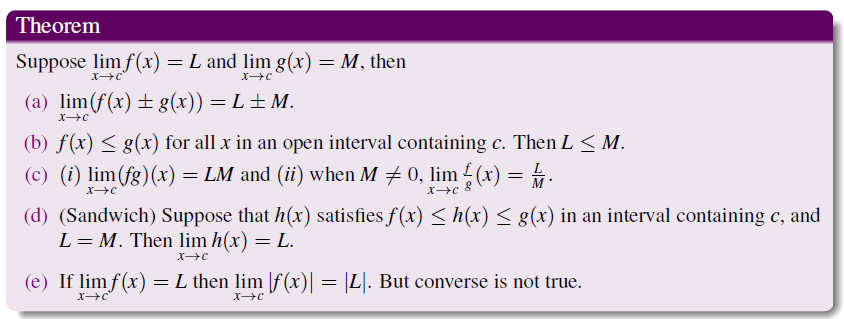 Theorem
Suppose lim_{x→c} f(x) = L and lim_{x→c} g(x) = M, then
(a) lim_{x→c} (f(x) ± g(x)) = L ± M.
(b) f(x) ≤ g(x) for all x in an open interval containing c. Then L ≤ M.
(c) (i) lim_{x→c} (fg)(x) = LM and (ii) when M ≠ 0, lim_{x→c} \frac{f}{g}(x) = \frac{L}{M}.
(d) (Sandwich) Suppose that h(x) satisfies f(x) ≤ h(x) ≤ g(x) in an interval containing c, and
L = M. Then lim_{x→c} h(x) = L.
(e) If lim_{x→c} f(x) = L then lim_{x→c} |f(x)| = |L|. But converse is not true.